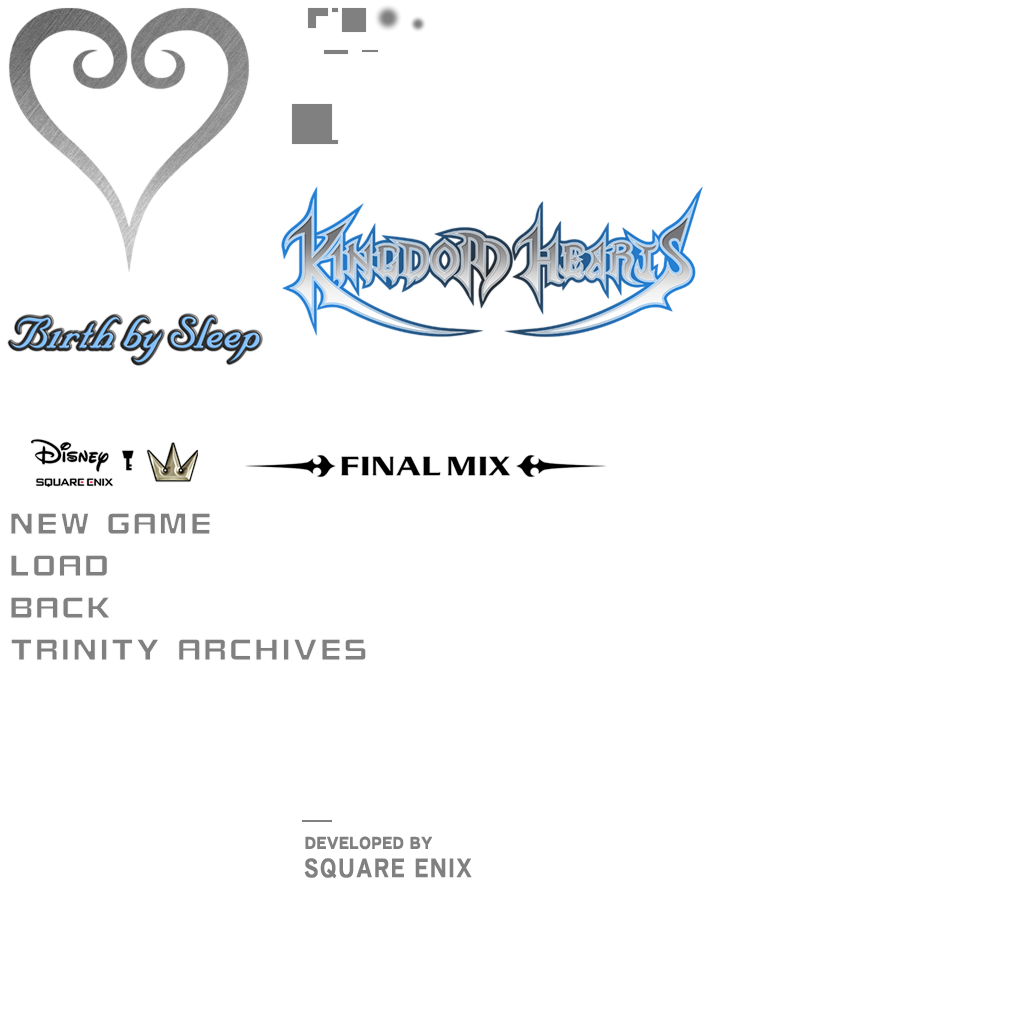 KINGDOM HEARTS
Birth by Sleep
Disney
SQUARE ENIX
FINAL MIX
NEW GAME
LOAD
BACK
TRINITY ARCHIVES
DEVELOPED BY
SQUARE ENIX